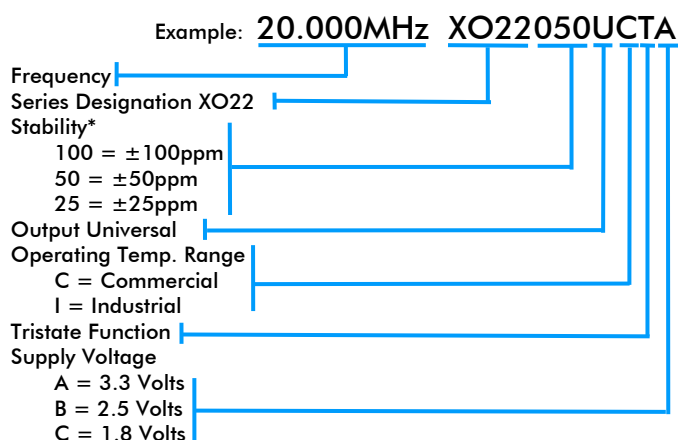 Example: 20.000MHz XO22050UCTA
Frequency
Series Designation XO22
Stability*
100 = ±100ppm
50 = ±50ppm
25 = ±25ppm
Output Universal
Operating Temp. Range
C = Commercial
I = Industrial
Tristate Function
Supply Voltage
A = 3.3 Volts
B = 2.5 Volts
C = 1.8 Volts